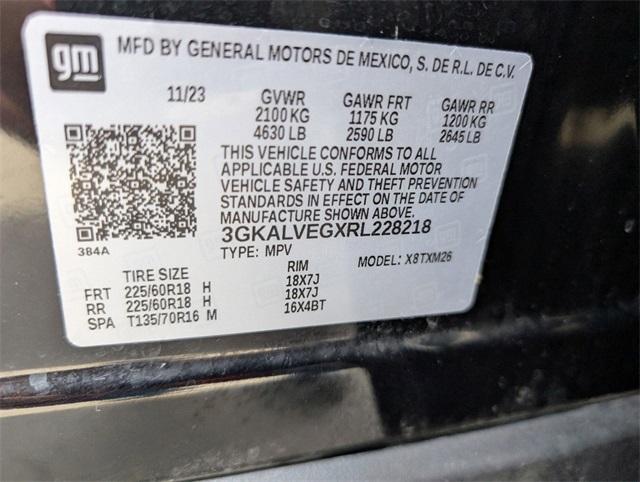 gm
MFD BY GENERAL MOTORS DE MEXICO, S. DE R.L. DE C.V.
11/23 GVWR GAWR FRT GAWR RR
2100 KG 1175 KG 1200 KG
4630 LB 2590 LB 2645 LB
THIS VEHICLE CONFORMS TO ALL
APPLICABLE U.S. FEDERAL MOTOR
VEHICLE SAFETY AND THEFT PREVENTION
STANDARDS IN EFFECT ON THE DATE OF
MANUFACTURE SHOWN ABOVE.
3GKALVEGXRL228218
384A
TYPE: MPV MODEL: X8TXM26
TIRE SIZE RIM
FRT 225/60R18 H 18X7J
RR 225/60R18 H 18X7J
SPA T135/70R16 M 16X4BT